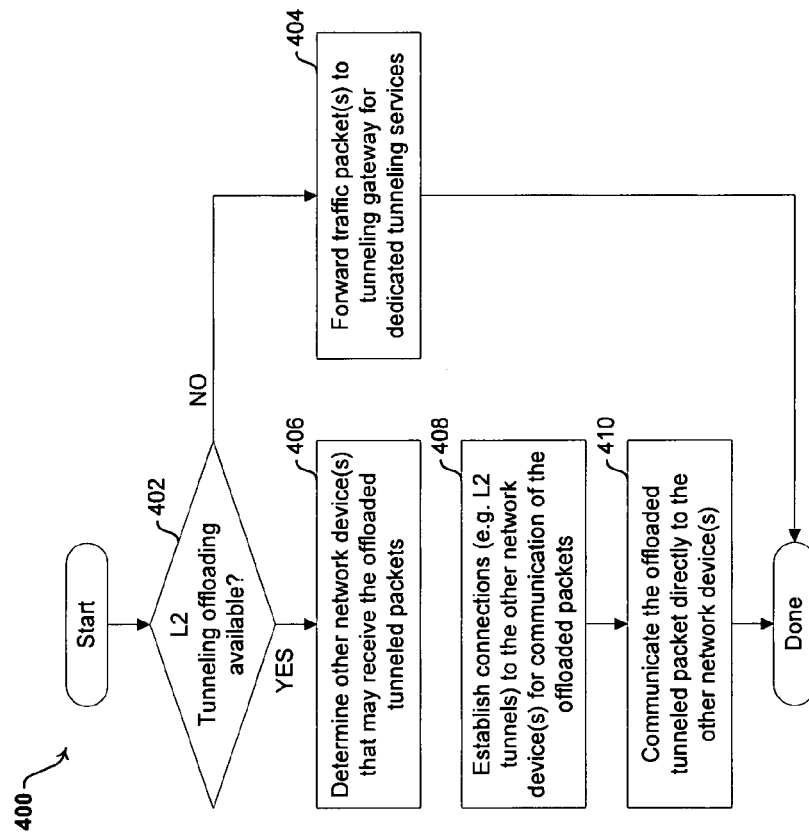 400
Start
402
L2
Tunneling offloading
available?
NO
YES
404
Forward traffic packet(s) to
tunneling gateway for
dedicated tunneling services
406
Determine other network device(s)
that may receive the offloaded
tunneled packets
408
Establish connections (e.g. L2
tunnels) to the other network
device(s) for communication of the
offloaded packets
410
Communicate the offloaded
tunneled packet directly to the
other network device(s)
Done